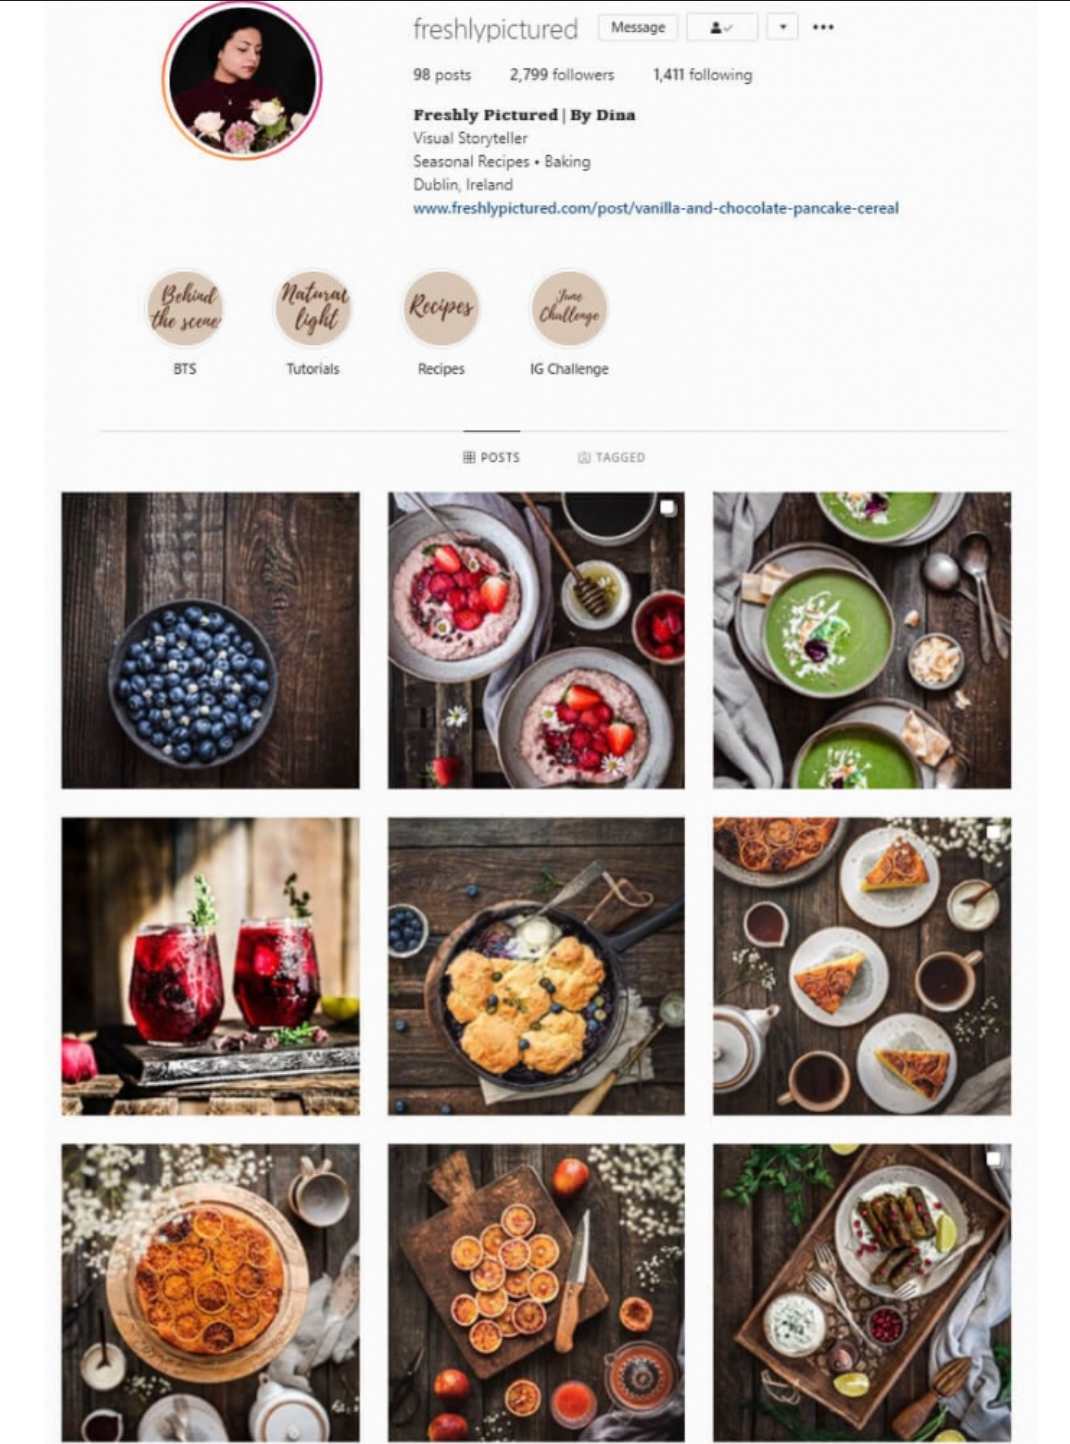 freshlypictured Message
98 posts 2,799 followers 1,411 following
Freshly Pictured | By Dina
Visual Storyteller
Seasonal Recipes • Baking
Dublin, Ireland
www.freshlypictured.com/post/vanilla-and-chocolate-pancake-cereal
Behind
the scene
Natural
light
Recipes
June
Challenge
BTS Tutorials Recipes IG Challenge
POSTS TAGGED